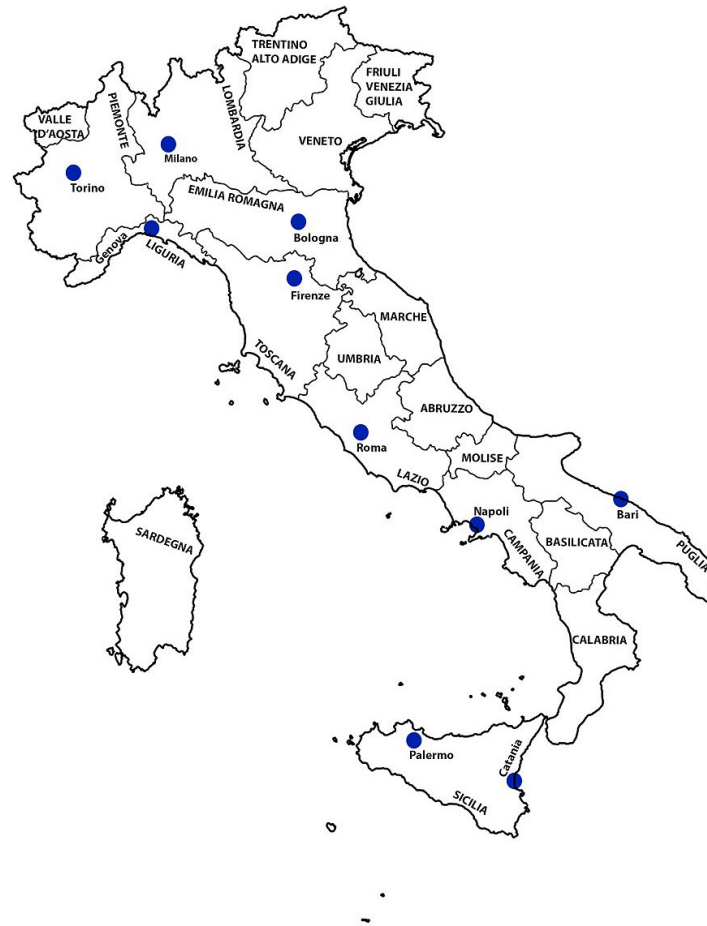 TRENTINO
ALTO ADIGE
FRIULI
VENEZIA
GIULIA
VALLE
D'AOSTA
PIEMONTE
LOMBARDIA
VENETO
Milano
Torino
EMILIA ROMAGNA
Bologna
Genova
LIGURIA
Firenze
MARCHE
TOSCANA
UMBRIA
ABRUZZO
Roma
MOLISE
LAZIO
Napoli
Bari
SARDEGNA
CAMPANIA
BASILICATA
PUGLIA
CALABRIA
Palermo
Catania
SICILIA